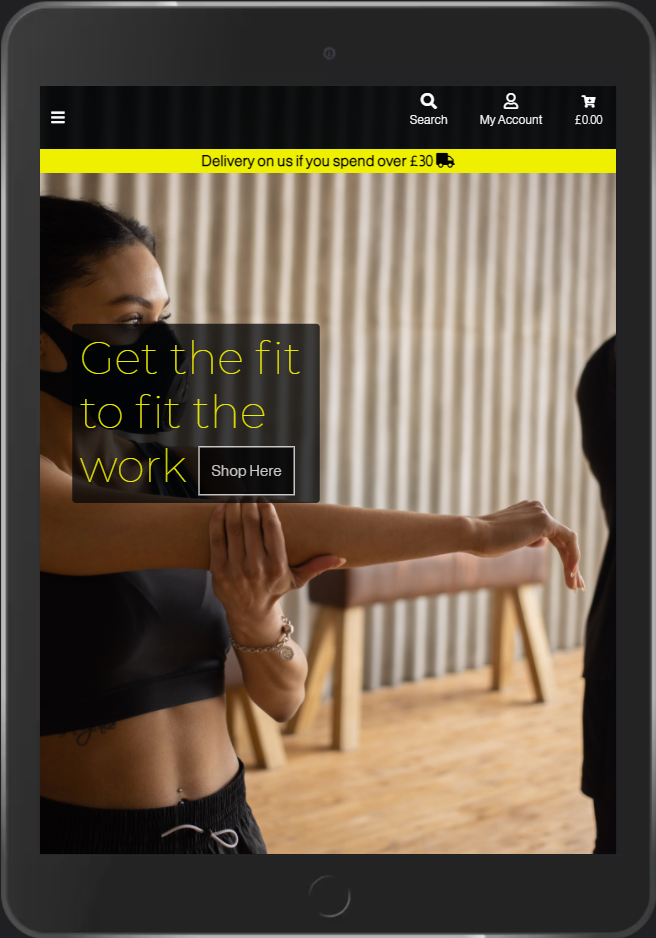 Search My Account £0.00
Delivery on us if you spend over £30
Get the fit
to fit the
work Shop Here